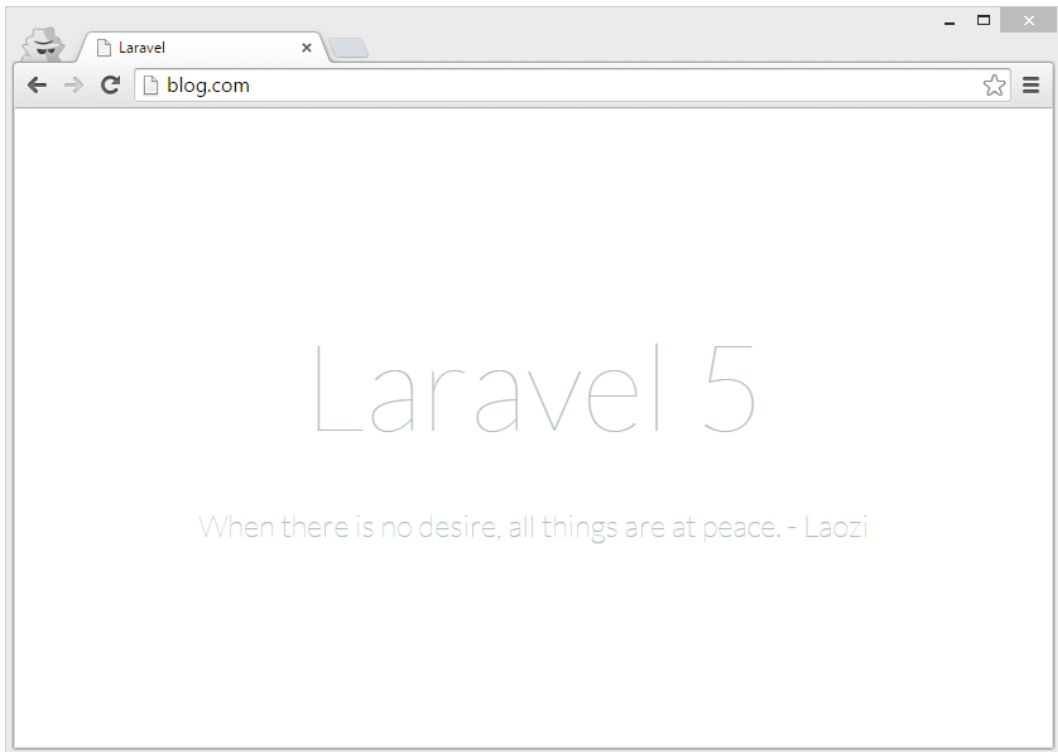 Laravel
blog.com
Laravel 5
When there is no desire, all things are at peace. - Laozi